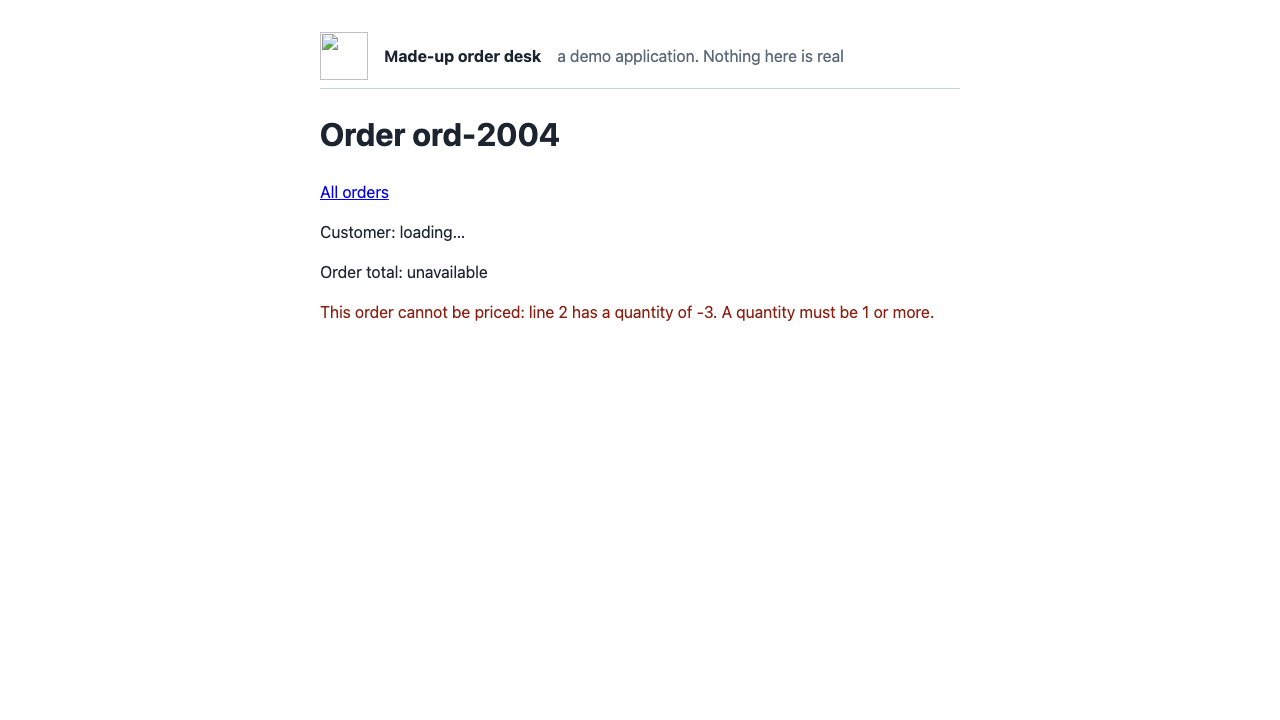 Made-up order desk a demo application. Nothing here is real
Order ord-2004
All orders
Customer: loading...
Order total: unavailable
This order cannot be priced: line 2 has a quantity of -3. A quantity must be 1 or more.